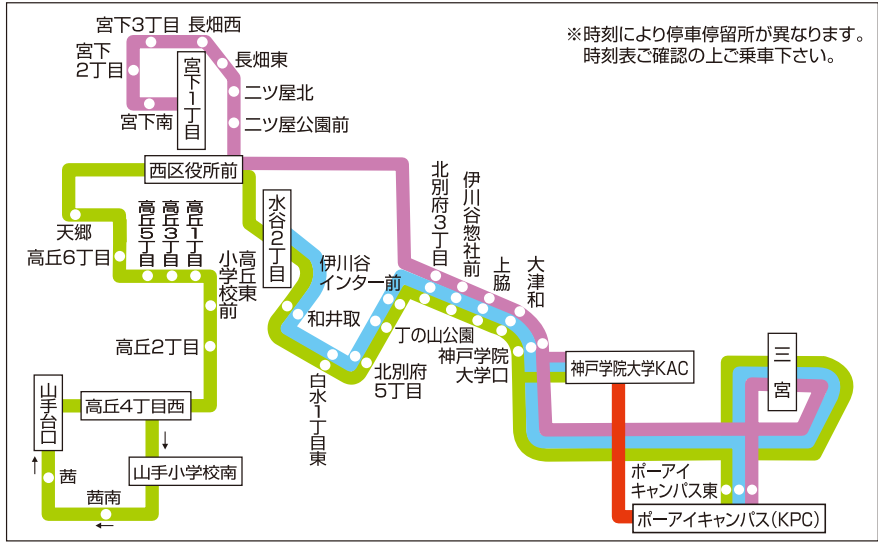 ※時刻により停車停留所が異なります。
時刻表ご確認の上ご乗車下さい。
宮下3丁目
長畑西
宮下
2丁目
長畑東
宮下1丁目
宮下南
二ツ屋北
二ツ屋公園前
西区役所前
天郷
高丘6丁目
高丘5丁目
高丘3丁目
高丘1丁目
高丘東
小学校前
高丘2丁目
高丘4丁目西
山手台口
山手小学校南
茜
茜南
水谷2丁目
伊川谷
インター前
和井取
白水1丁目東
北別府
5丁目
丁の山公園
北別府3丁目
伊川谷惣社前
上脇
大津和
神戸学院
大学口
神戸学院大学KAC
三宮
ポーアイ
キャンパス東
ポーアイキャンパス(KPC)